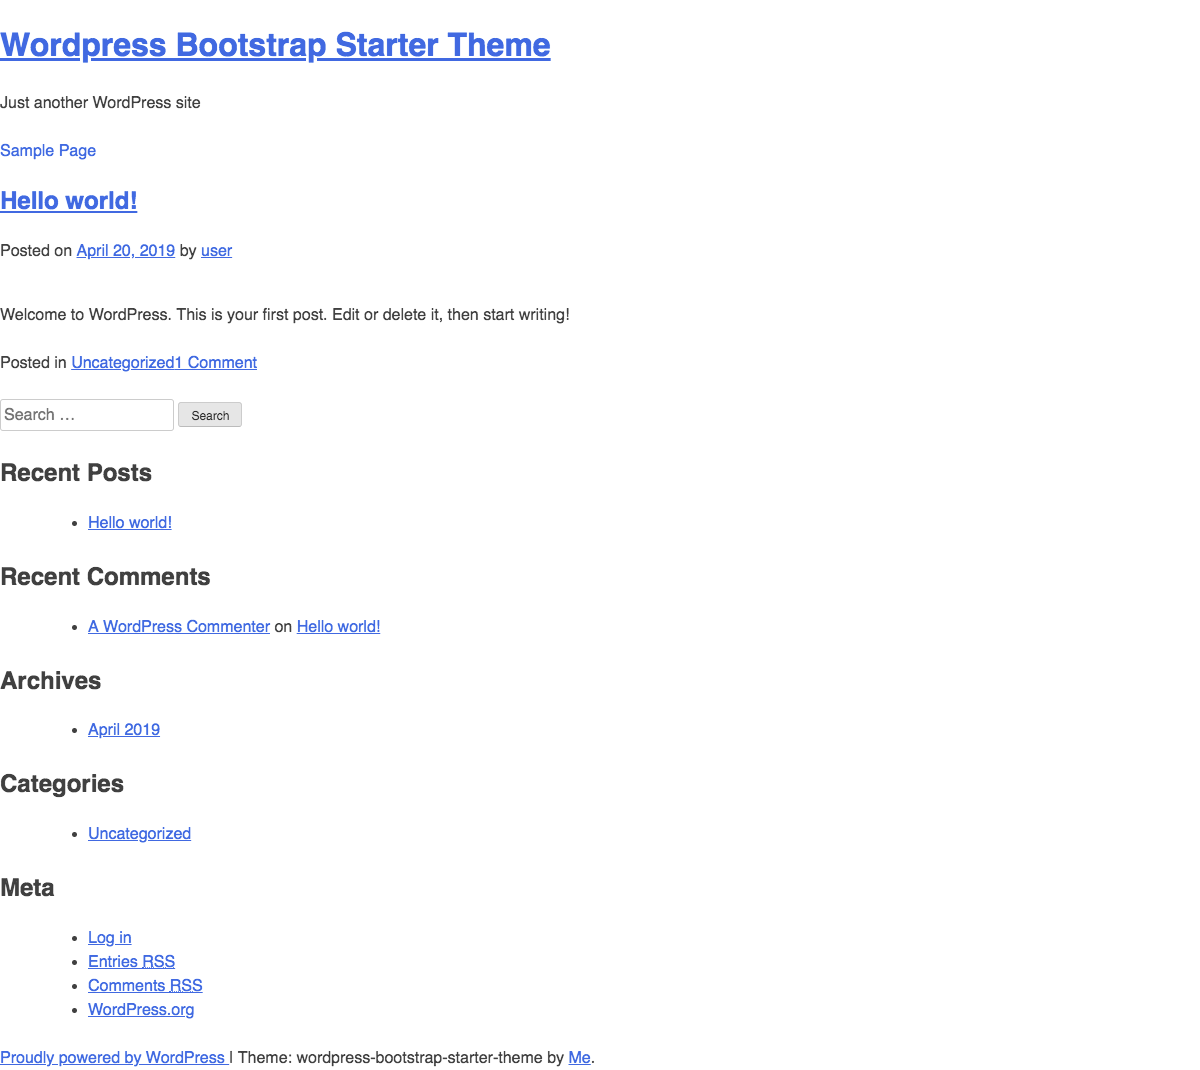 Wordpress Bootstrap Starter Theme
Just another WordPress site
Sample Page
Hello world!
Posted on April 20, 2019 by user
Welcome to WordPress. This is your first post. Edit or delete it, then start writing!
Posted in Uncategorized1 Comment
Search … Search
Recent Posts
Hello world!
Recent Comments
A WordPress Commenter on Hello world!
Archives
April 2019
Categories
Uncategorized
Meta
Log in
Entries RSS
Comments RSS
WordPress.org
Proudly powered by WordPress | Theme: wordpress-bootstrap-starter-theme by Me.